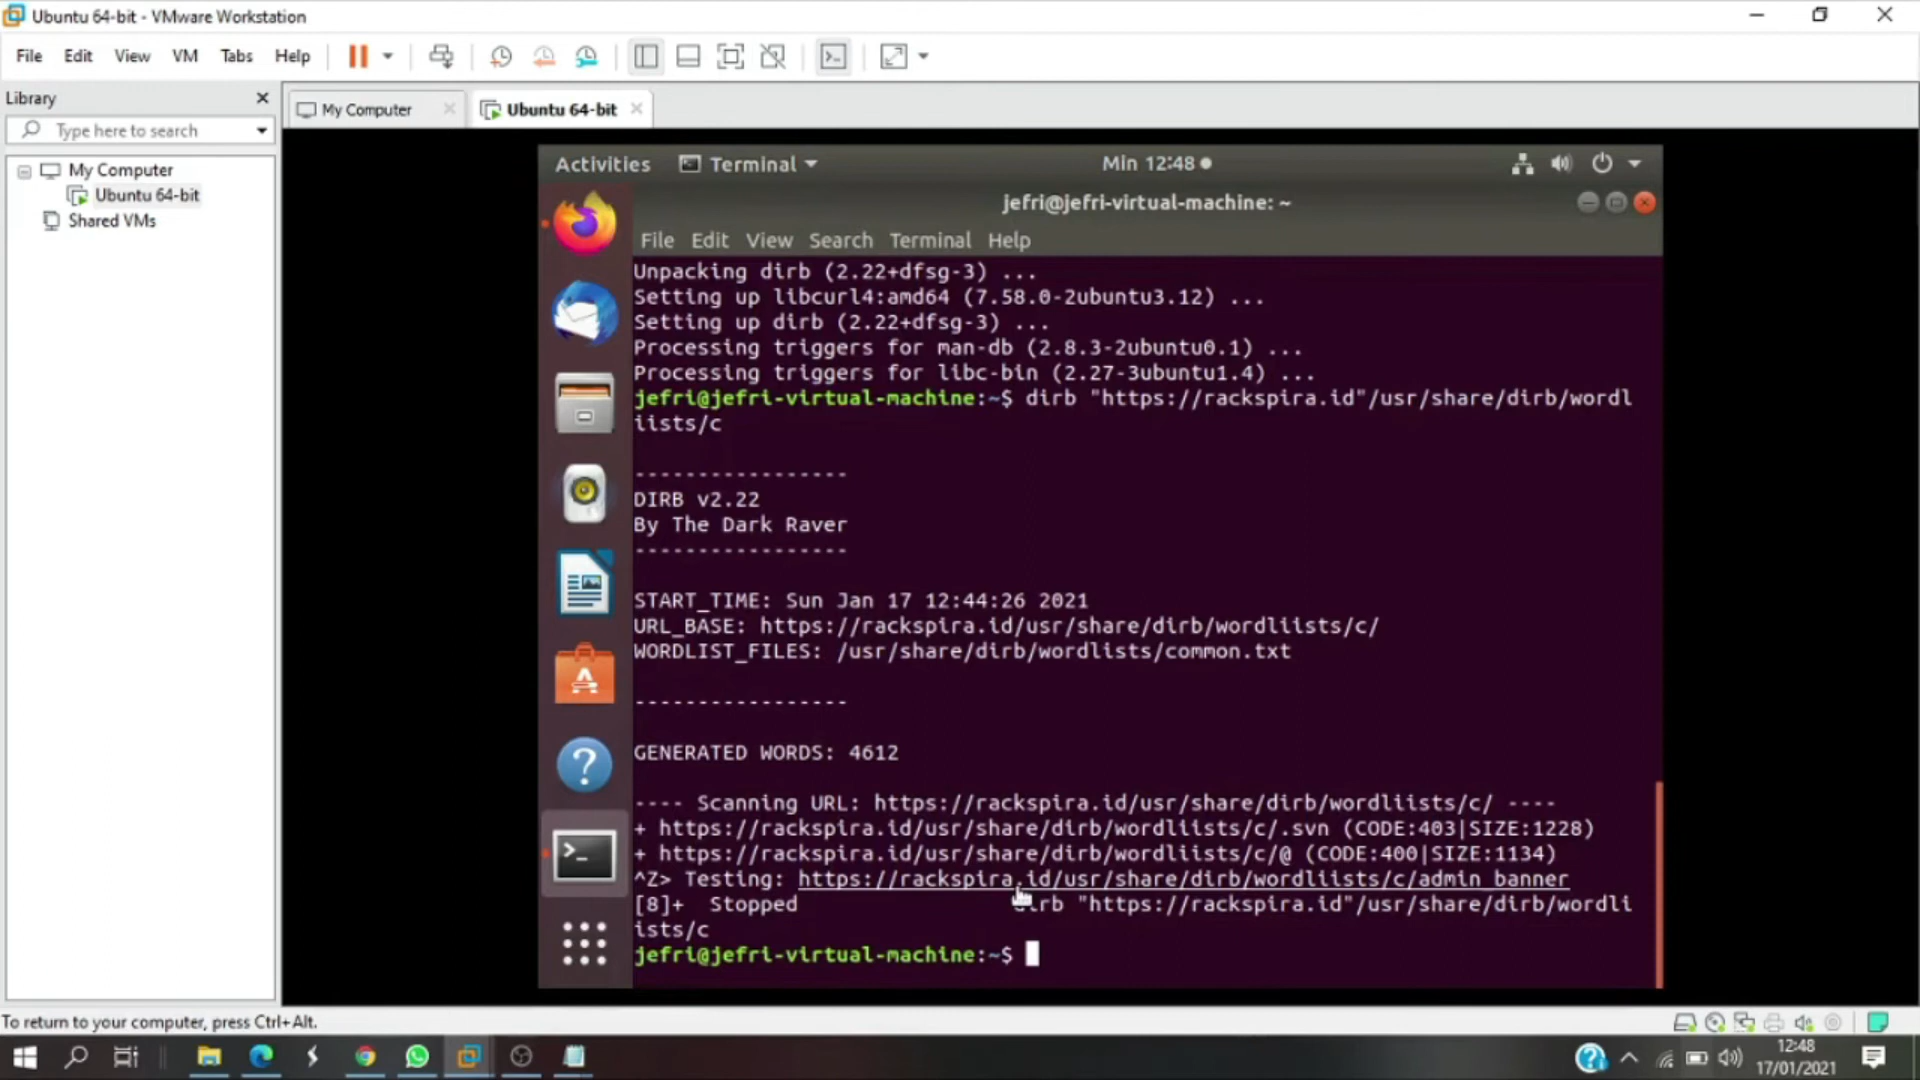 Ubuntu 64-bit - VMware Workstation
File Edit View VM Tabs Help
Library
Type here to search
My Computer
Ubuntu 64-bit
Shared VMs
My Computer
Ubuntu 64-bit
Activities Terminal Min 12:48
jefri@jefri-virtual-machine: ~
File Edit View Search Terminal Help
Unpacking dirb (2.22+dfsg-3) ...
Setting up libcurl4:amd64 (7.58.0-2ubuntu3.12) ...
Setting up dirb (2.22+dfsg-3) ...
Processing triggers for man-db (2.8.3-2ubuntu0.1) ...
Processing triggers for libc-bin (2.27-3ubuntu1.4) ...
jefri@jefri-virtual-machine:~$ dirb "https://rackspira.id"/usr/share/dirb/wordl
iists/c
-----------------
DIRB v2.22
By The Dark Raver
-----------------
START_TIME: Sun Jan 17 12:44:26 2021
URL_BASE: https://rackspira.id/usr/share/dirb/wordliists/c/
WORDLIST_FILES: /usr/share/dirb/wordlists/common.txt
-----------------
GENERATED WORDS: 4612
---- Scanning URL: https://rackspira.id/usr/share/dirb/wordliists/c/ ----
+ https://rackspira.id/usr/share/dirb/wordliists/c/.svn (CODE:403|SIZE:1228)
+ https://rackspira.id/usr/share/dirb/wordliists/c/@ (CODE:400|SIZE:1134)
^Z> Testing: https://rackspira.id/usr/share/dirb/wordliists/c/admin_banner
[8]+ Stopped dirb "https://rackspira.id"/usr/share/dirb/wordli
ists/c
jefri@jefri-virtual-machine:~$
To return to your computer, press Ctrl+Alt.
12:48
17/01/2021